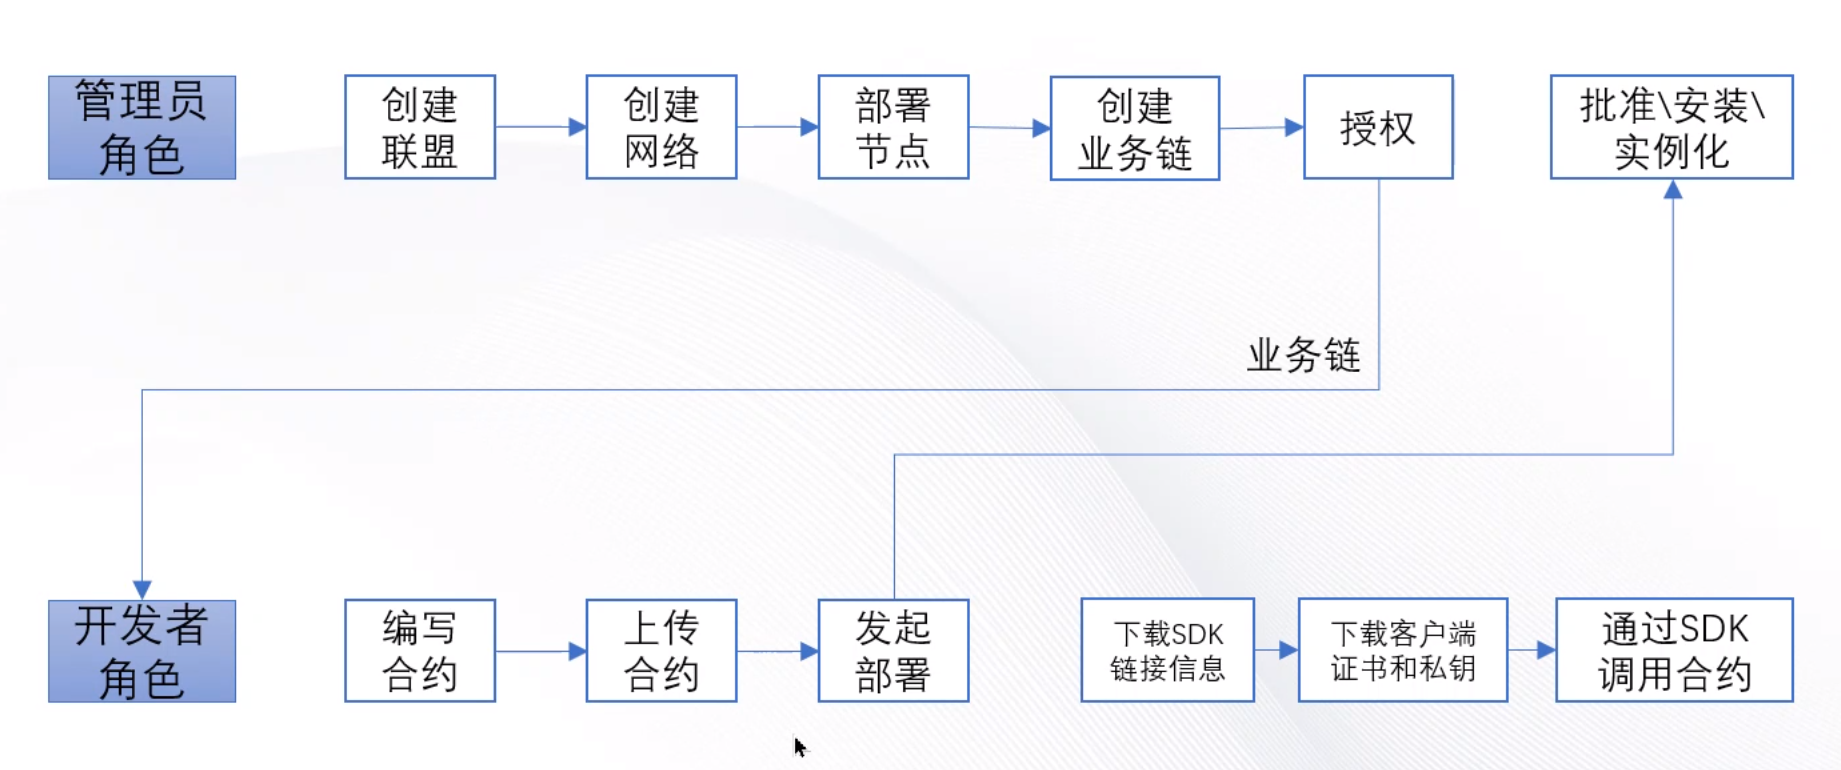 管理员
角色
创建
联盟
创建
网络
部署
节点
创建
业务链
授权
批准\安装\
实例化
业务链
开发者
角色
编写
合约
上传
合约
发起
部署
下载SDK
链接信息
下载客户端
证书和私钥
通过SDK
调用合约